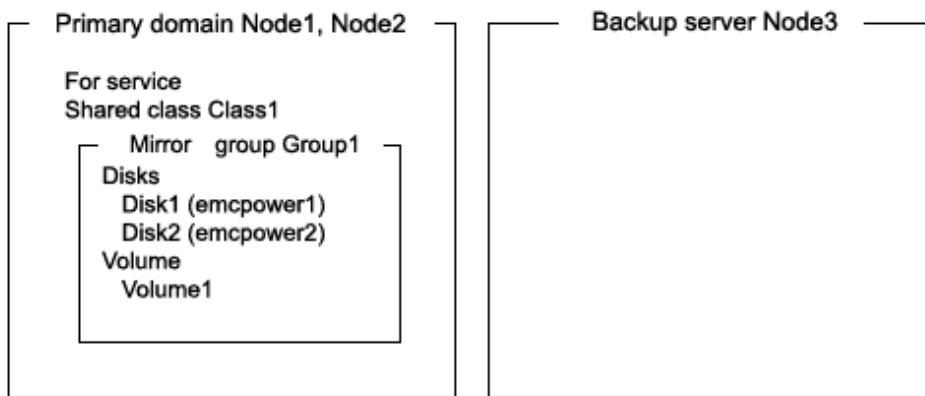 Primary domain Node1, Node2
For service
Shared class Class1
Mirror group Group1
Disks
Disk1 (emcpower1)
Disk2 (emcpower2)
Volume
Volume1
Backup server Node3